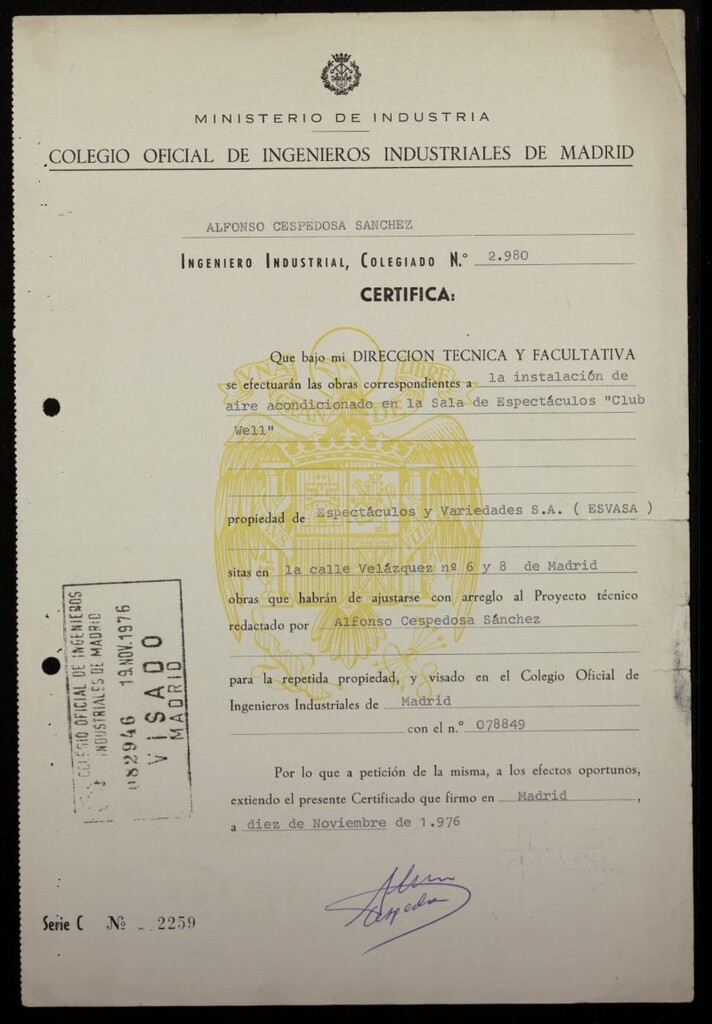 MINISTERIO DE INDUSTRIA
COLEGIO OFICIAL DE INGENIEROS INDUSTRIALES DE MADRID
ALFONSO CESPEDOSA SANCHEZ
INGENIERO INDUSTRIAL, COLEGIADO N.° 2.980
CERTIFICA:
Que bajo mi DIRECCION TECNICA Y FACULTATIVA
se efectuarán las obras correspondientes a la instalación de
aire acondicionado en la Sala de Espectáculos "Club
Well"
propiedad de Espectáculos y Variedades S.A. ( ESVASA )
sitas en la calle Velázquez nº 6 y 8 de Madrid
obras que habrán de ajustarse con arreglo al Proyecto técnico
redactado por Alfonso Cespedosa Sánchez
para la repetida propiedad, y visado en el Colegio Oficial de
Ingenieros Industriales de Madrid
con el n.° 078849
Por lo que a petición de la misma, a los efectos oportunos,
extiendo el presente Certificado que firmo en Madrid,
a diez de Noviembre de 1.976
COLEGIO OFICIAL DE INGENIEROS
INDUSTRIALES DE MADRID
082946 19.NOV.1976
VISADO
MADRID
UNA LIBRE
Serie C Nº 2259